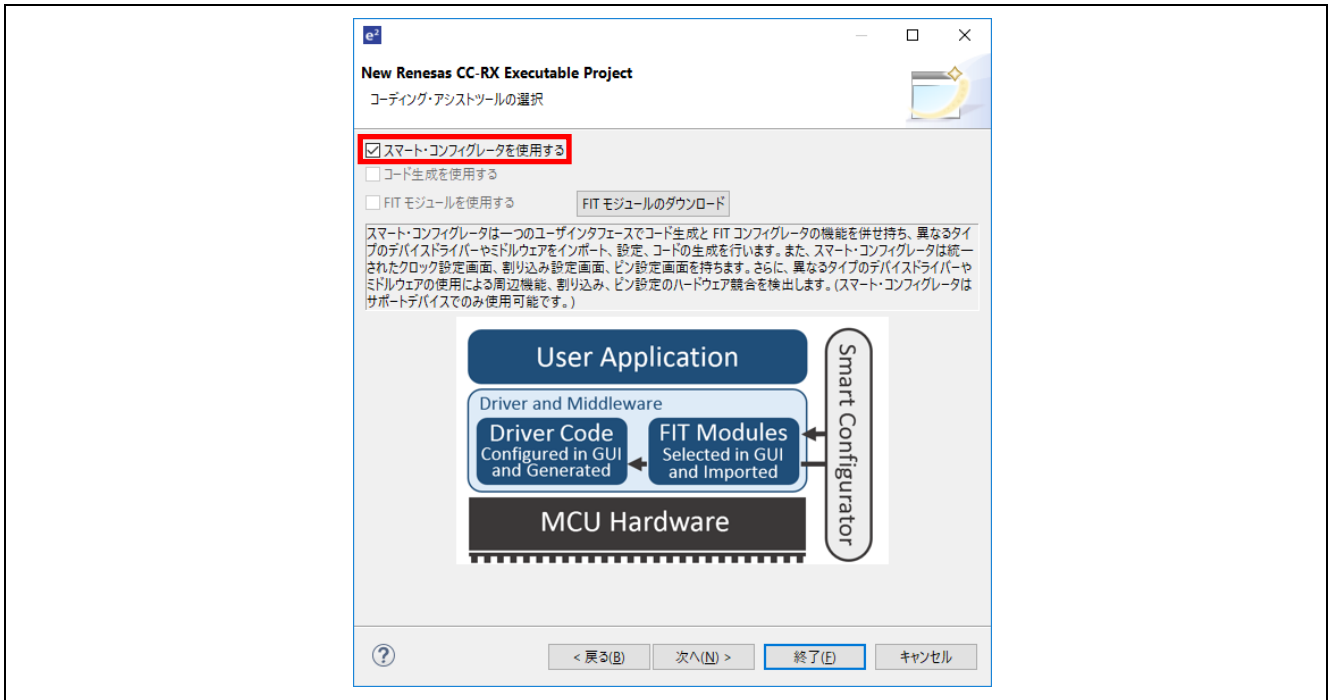 e²
New Renesas CC-RX Executable Project
コーディング・アシストツールの選択
スマート・コンフィグレータを使用する
コード生成を使用する
FIT モジュールを使用する
FIT モジュールのダウンロード
スマート・コンフィグレータは一つのユーザインタフェースでコード生成と FIT コンフィグレータの機能を併せ持ち、異なるタイ
プのデバイスドライバーやミドルウェアをインポート、設定、コードの生成を行います。また、スマート・コンフィグレータは統一
されたクロック設定画面、割り込み設定画面、ピン設定画面を持ちます。さらに、異なるタイプのデバイスドライバーや
ミドルウェアの使用による周辺機能、割り込み、ピン設定のハードウェア競合を検出します。(スマート・コンフィグレータは
サポートデバイスでのみ使用可能です。)
User Application
Driver and Middleware
Driver Code
Configured in GUI
and Generated
FIT Modules
Selected in GUI
and Imported
MCU Hardware
Smart Configurator
?
< 戻る(B)
次へ(N) >
終了(F)
キャンセル